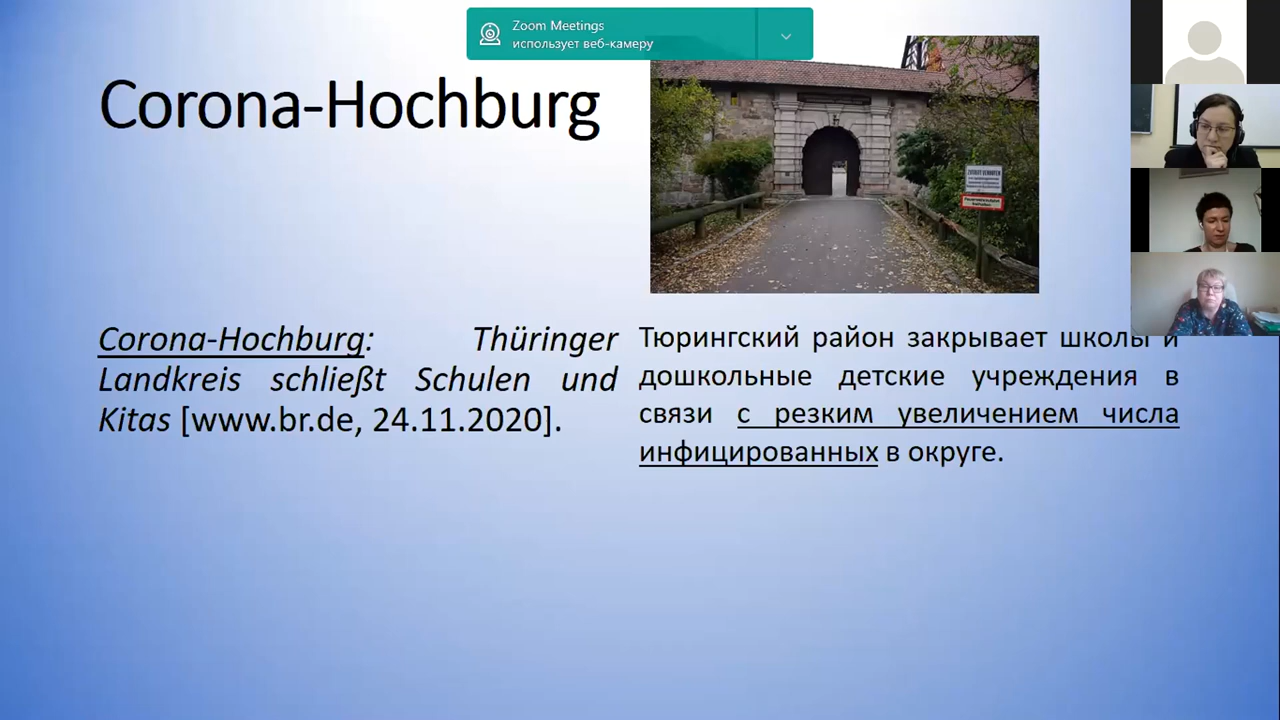 Zoom Meetings
использует веб-камеру
Corona-Hochburg
ZUTRITT VERBOTEN
Corona-Hochburg: Thüringer
Landkreis schließt Schulen und
Kitas [www.br.de, 24.11.2020].
Тюрингский район закрывает школы и
дошкольные детские учреждения в
связи с резким увеличением числа
инфицированных в округе.